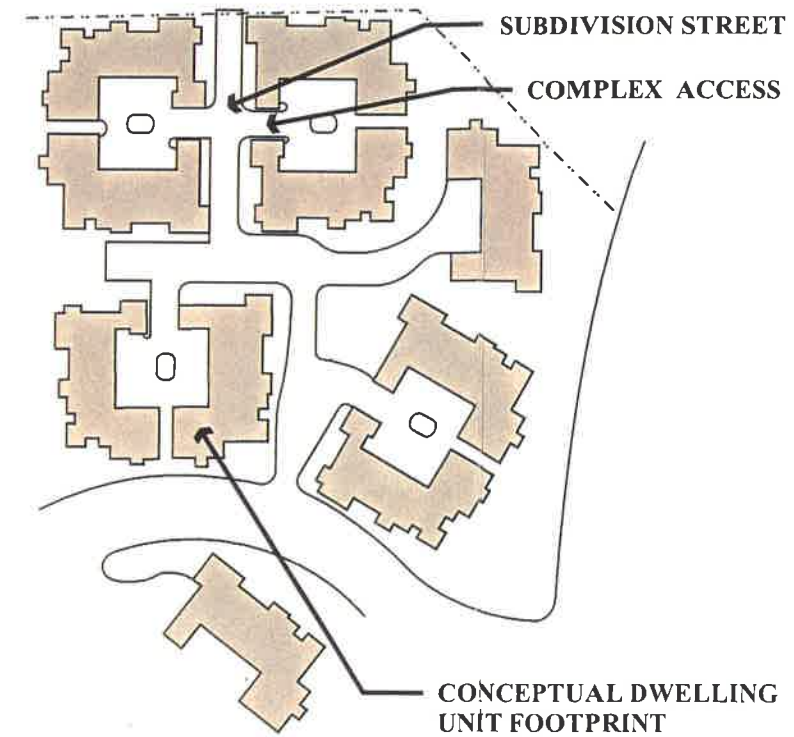 SUBDIVISION STREET
COMPLEX ACCESS
CONCEPTUAL DWELLING
UNIT FOOTPRINT